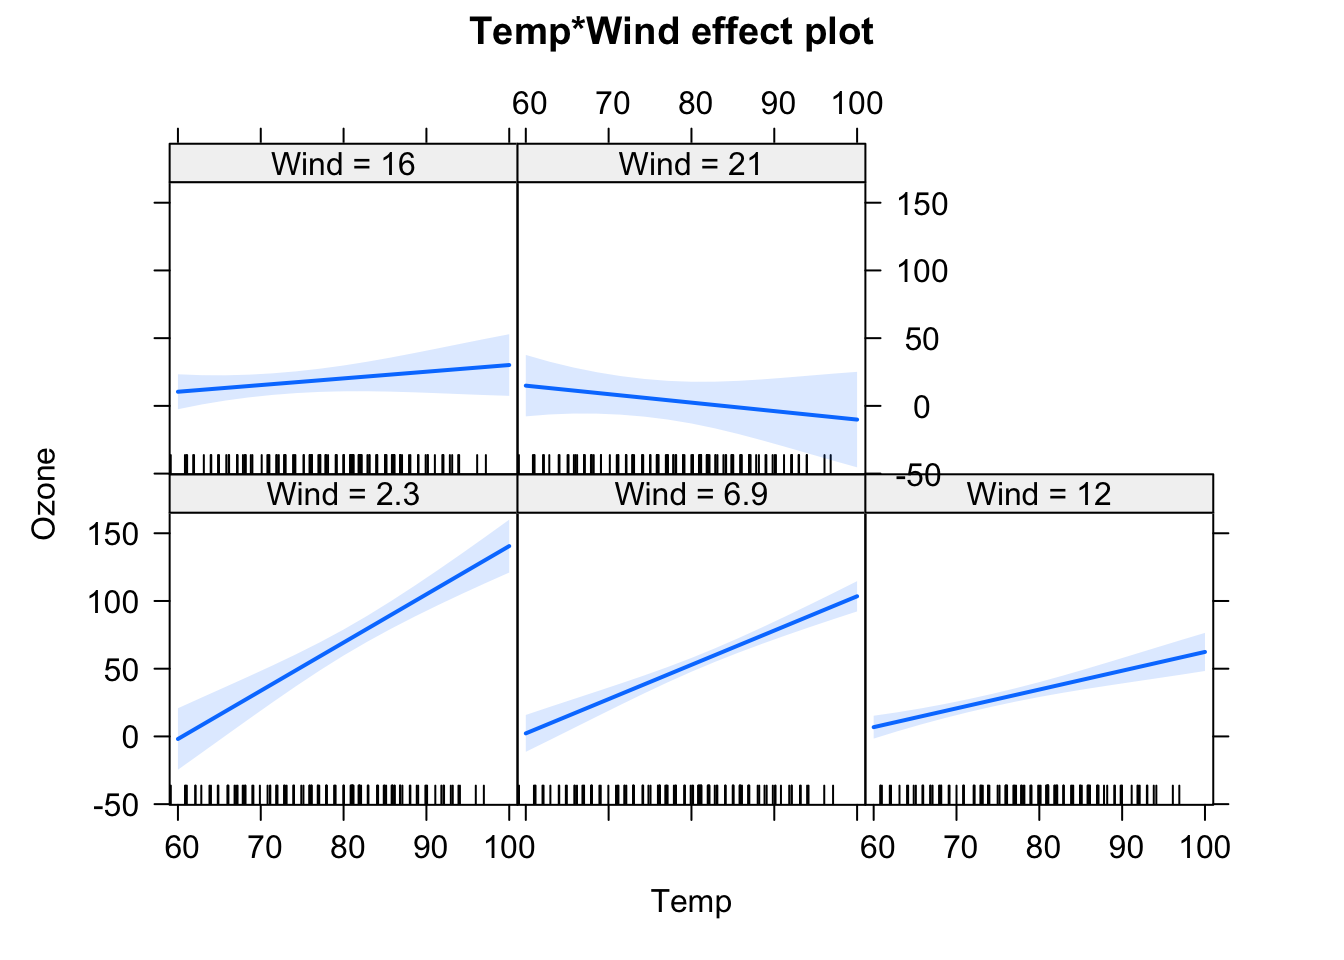 Temp*Wind effect plot
60 70 80 90 100
Wind = 16 Wind = 21
150
100
50
0
-50
Wind = 2.3 Wind = 6.9 Wind = 12
Ozone
150
100
50
0
-50
60 70 80 90 100 60 70 80 90 100
Temp